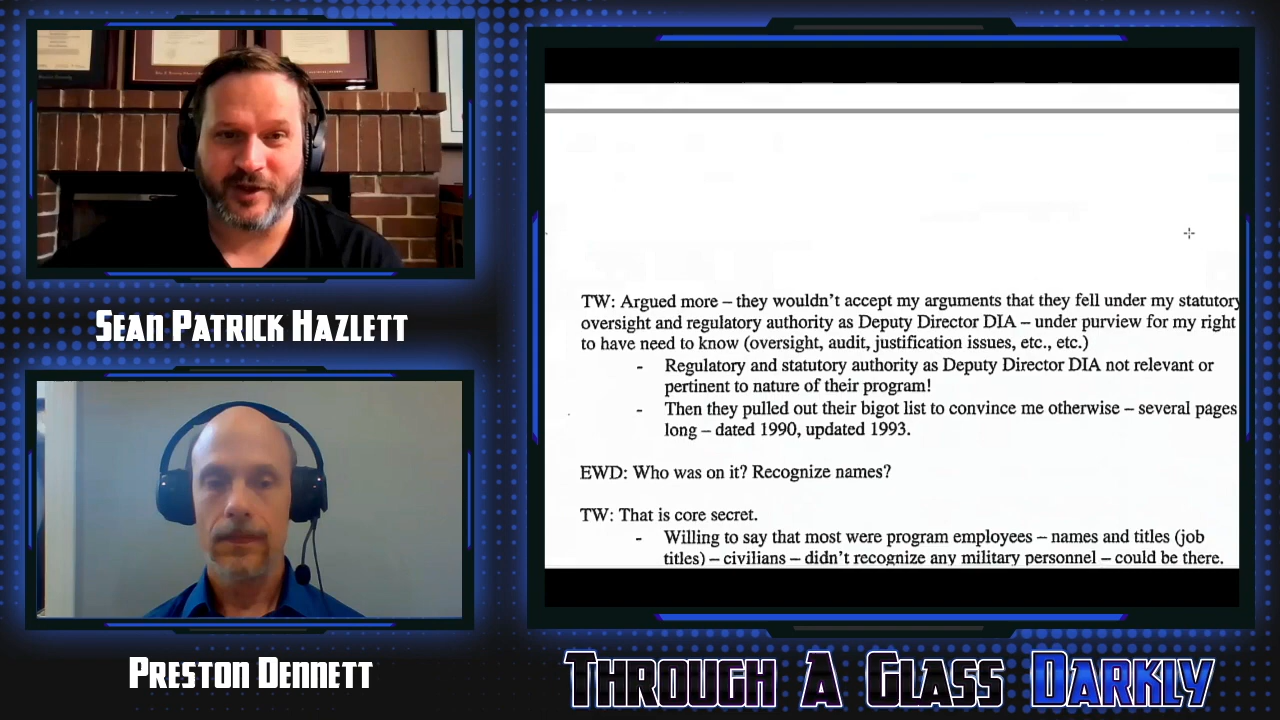 SEAN PATRICK HAZLETT
PRESTON DENNETT
TW: Argued more – they wouldn't accept my arguments that they fell under my statutory
oversight and regulatory authority as Deputy Director DIA – under purview for my right
to have need to know (oversight, audit, justification issues, etc., etc.)
- Regulatory and statutory authority as Deputy Director DIA not relevant or
pertinent to nature of their program!
- Then they pulled out their bigot list to convince me otherwise – several pages
long – dated 1990, updated 1993.
EWD: Who was on it? Recognize names?
TW: That is core secret.
- Willing to say that most were program employees – names and titles (job
titles) – civilians – didn't recognize any military personnel – could be there.
THROUGH A GLASS DARKLY